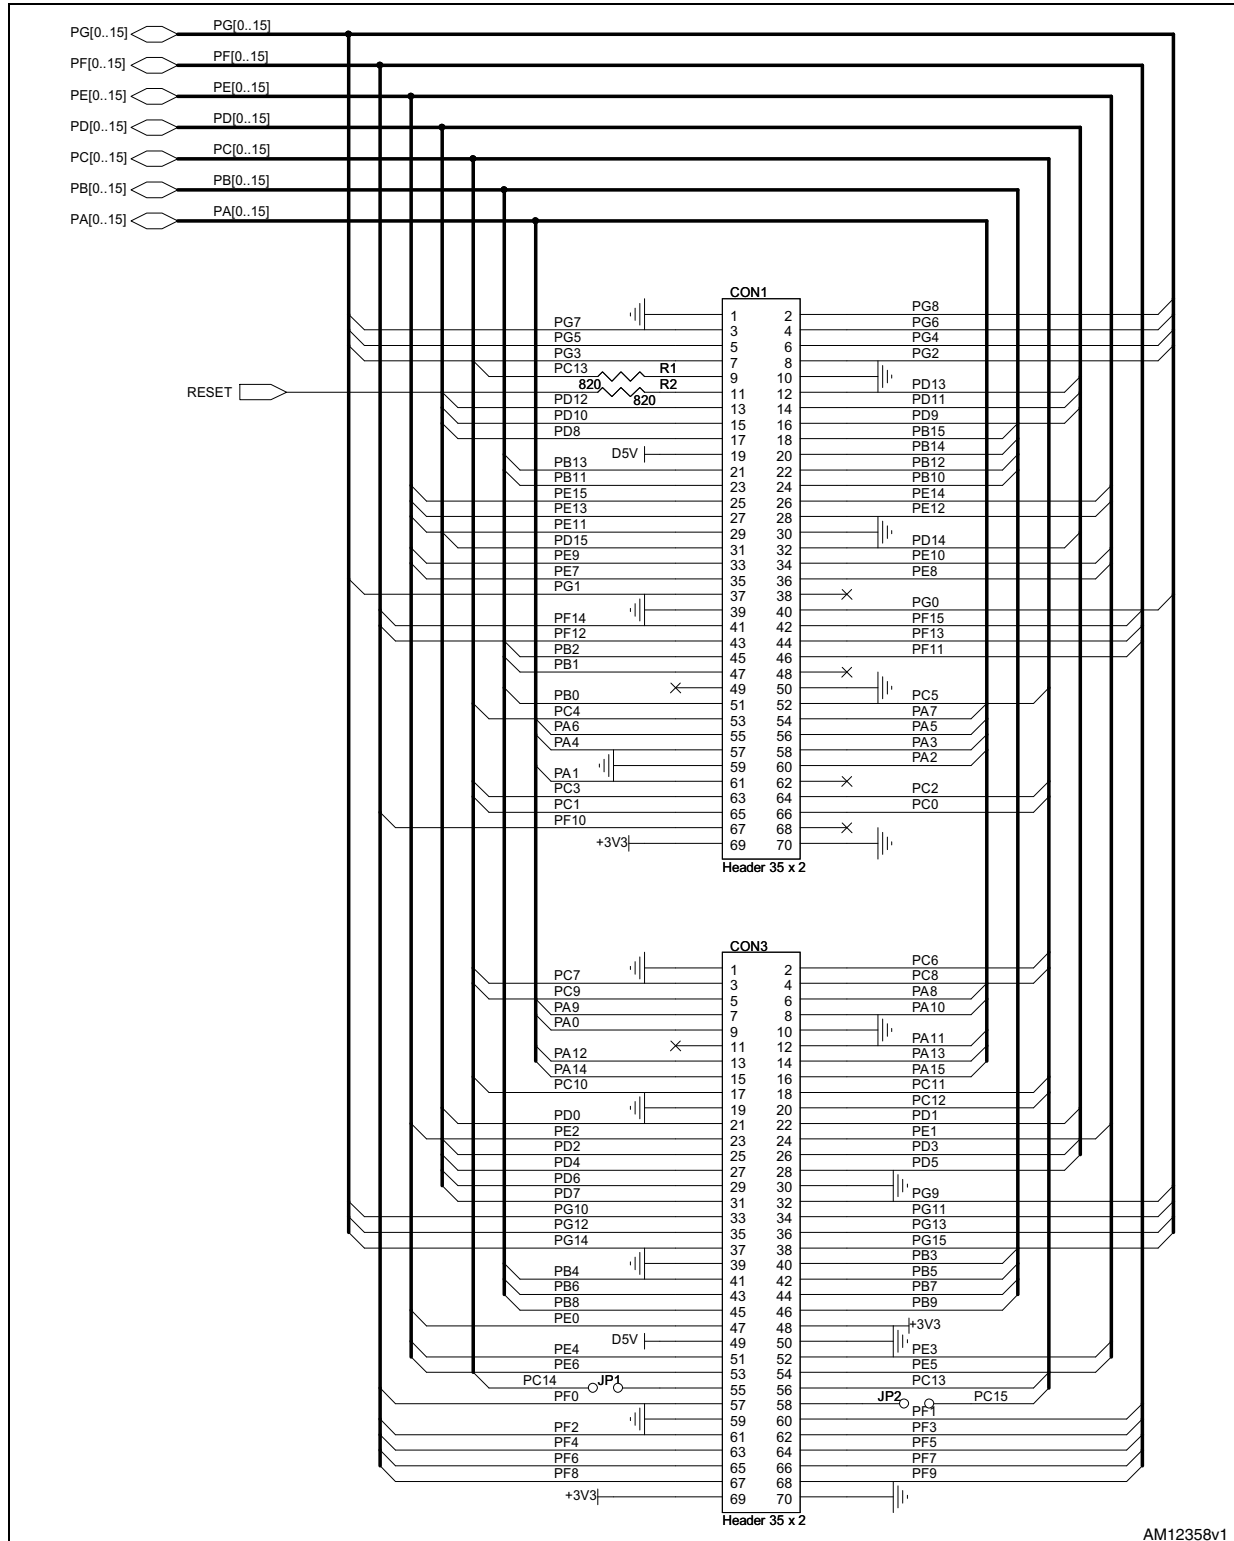 PG[0..15] PG[0..15]
PF[0..15] PF[0..15]
PE[0..15] PE[0..15]
PD[0..15] PD[0..15]
PC[0..15] PC[0..15]
PB[0..15] PB[0..15]
PA[0..15] PA[0..15]
CON1
1 2 PG8
PG7 3 4 PG6
PG5 5 6 PG4
PG3 7 8 PG2
PC13 R1 9 10
RESET 820 R2 11 12 PD13
820
PD12 13 14 PD11
PD10 15 16 PD9
PD8 17 18 PB15
D5V 19 20 PB14
PB13 21 22 PB12
PB11 23 24 PB10
PE15 25 26 PE14
PE13 27 28 PE12
PE11 29 30
PD15 31 32 PD14
PE9 33 34 PE10
PE7 35 36 PE8
PG1 37 38
39 40 PG0
PF14 41 42 PF15
PF12 43 44 PF13
PB2 45 46 PF11
PB1 47 48
49 50
PB0 51 52 PC5
PC4 53 54 PA7
PA6 55 56 PA5
PA4 57 58 PA3
59 60 PA2
PA1 61 62
PC3 63 64 PC2
PC1 65 66 PC0
PF10 67 68
+3V3 69 70
Header 35 x 2
CON3
1 2 PC6
PC7 3 4 PC8
PC9 5 6 PA8
PA9 7 8 PA10
PA0 9 10
11 12 PA11
PA12 13 14 PA13
PA14 15 16 PA15
PC10 17 18 PC11
19 20 PC12
PD0 21 22 PD1
PE2 23 24 PE1
PD2 25 26 PD3
PD4 27 28 PD5
PD6 29 30
PD7 31 32 PG9
PG10 33 34 PG11
PG12 35 36 PG13
PG14 37 38 PG15
39 40 PB3
PB4 41 42 PB5
PB6 43 44 PB7
PB8 45 46 PB9
PE0 47 48 +3V3
D5V 49 50
PE4 51 52 PE3
PE6 53 54 PE5
PC14 JP1 55 56 PC13
PF0 57 58 JP2 PC15
59 60 PF1
PF2 61 62 PF3
PF4 63 64 PF5
PF6 65 66 PF7
PF8 67 68 PF9
+3V3 69 70
Header 35 x 2
AM12358v1